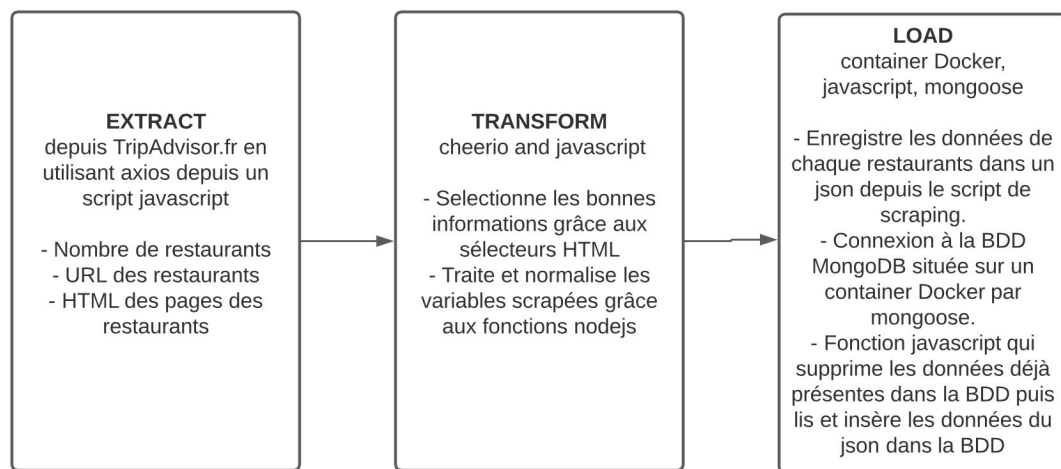 EXTRACT
depuis TripAdvisor.fr en
utilisant axios depuis un
script javascript
- Nombre de restaurants
- URL des restaurants
- HTML des pages des
restaurants
TRANSFORM
cheerio and javascript
- Selectionne les bonnes
informations grâce aux
sélecteurs HTML
- Traite et normalise les
variables scrapées grâce
aux fonctions nodejs
LOAD
container Docker,
javascript, mongoose
- Enregistre les données de
chaque restaurants dans un
json depuis le script de
scraping.
- Connexion à la BDD
MongoDB située sur un
container Docker par
mongoose.
- Fonction javascript qui
supprime les données déjà
présentes dans la BDD puis
lis et insère les données du
json dans la BDD